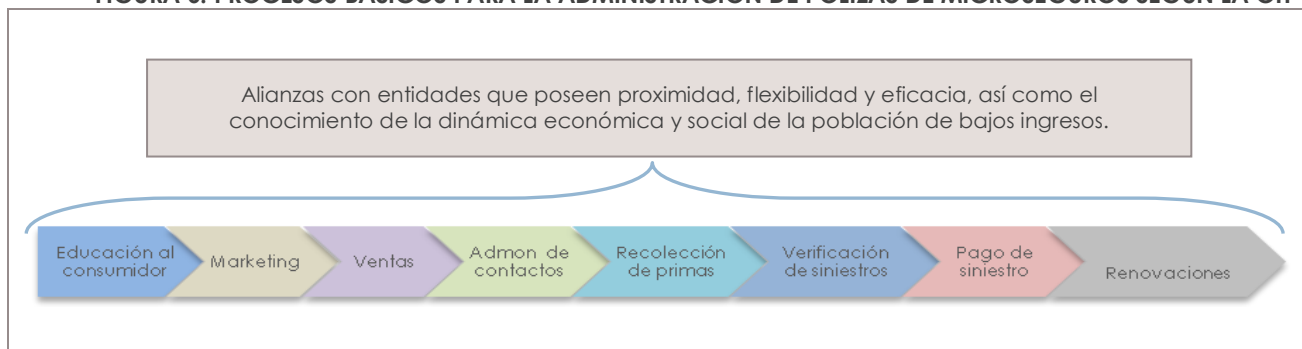 Alianzas con entidades que poseen proximidad, flexibilidad y eficacia, así como el
conocimiento de la dinámica económica y social de la población de bajos ingresos.
Educación al
consumidor
Marketing
Ventas
Admon de
contactos
Recolección
de primas
Verificación
de siniestros
Pago de
siniestro
Renovaciones